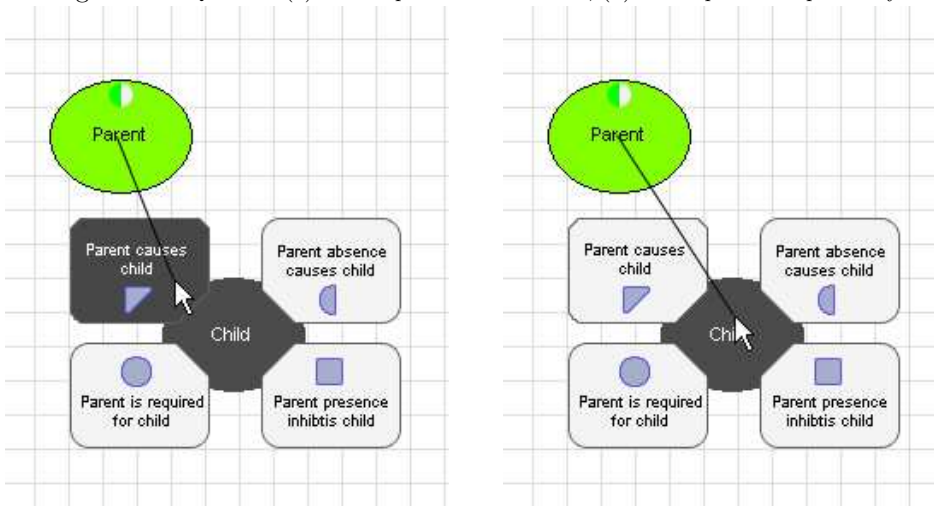 Parent
Parent causes
child
Parent absence
causes child
Child
Parent is required
for child
Parent presence
inhibtis child
Parent
Parent causes
child
Parent absence
causes child
Parent is required
for child
Parent presence
inhibtis child